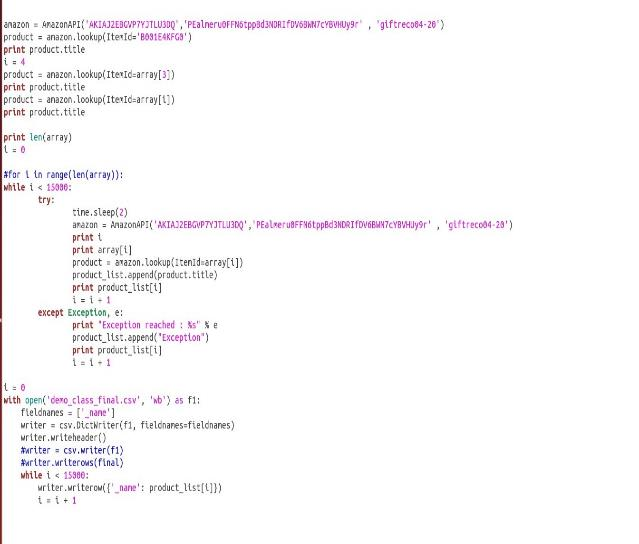 amazon = AmazonAPI( , , 'giftreco04-20')
product = amazon.lookup(ItemId='B001E4KFG0')
print product.title
i = 4
product = amazon.lookup(ItemId=array[3])
print product.title
product = amazon.lookup(ItemId=array[i])
print product.title
print len(array)
i = 0
#for i in range(len(array)):
while i < 15000:
try:
time.sleep(2)
amazon = AmazonAPI( , , 'giftreco04-20')
print i
print array[i]
product = amazon.lookup(ItemId=array[i])
product_list.append(product.title)
print product_list[i]
i = i + 1
except Exception, e:
print "Exception reached : %s" % e
product_list.append("Exception")
print product_list[i]
i = i + 1
i = 0
with open('demo_class_final.csv', 'wb') as f1:
fieldnames = ['_name']
writer = csv.DictWriter(f1, fieldnames=fieldnames)
writer.writeheader()
#writer = csv.writer(f1)
#writer.writerows(final)
while i < 15000:
writer.writerow({'_name': product_list[i]})
i = i + 1